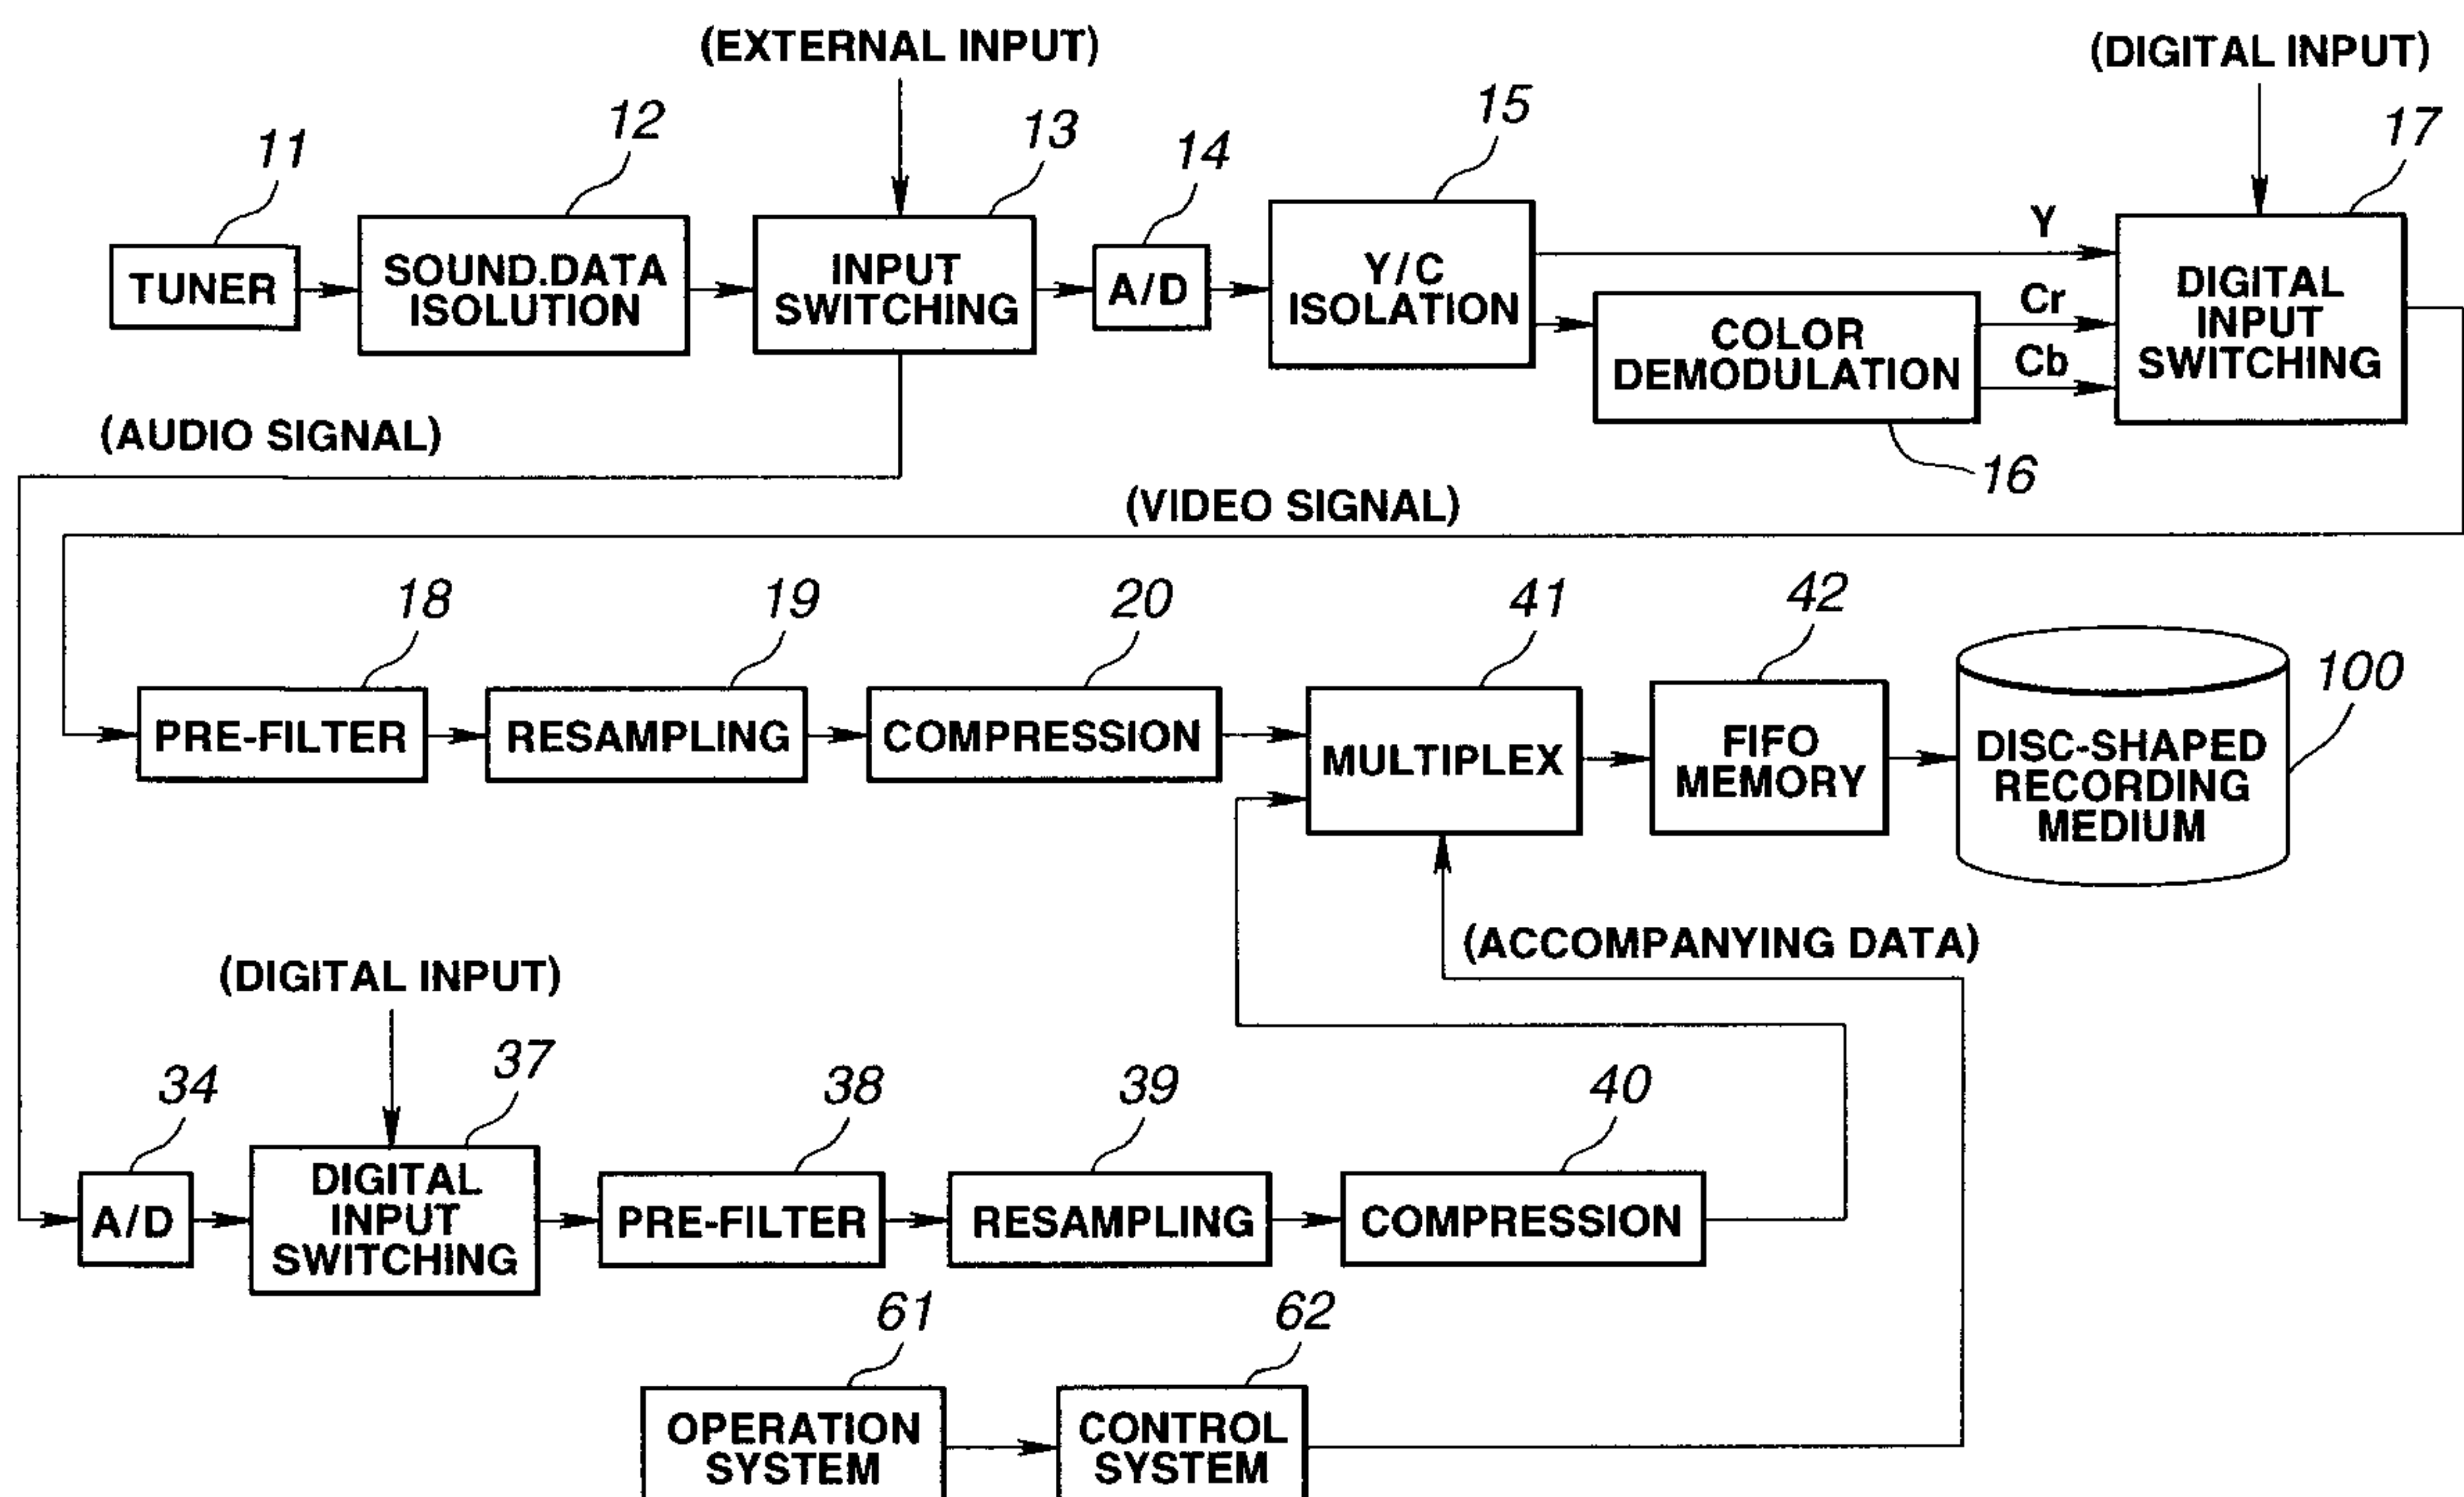 (EXTERNAL INPUT)
(DIGITAL INPUT)
11
12
13
14
15
17
TUNER
SOUND.DATA
ISOLUTION
INPUT
SWITCHING
A/D
Y/C
ISOLATION
Y
Cr
Cb
COLOR
DEMODULATION
DIGITAL
INPUT
SWITCHING
16
(AUDIO SIGNAL)
(VIDEO SIGNAL)
18
19
20
41
42
100
PRE-FILTER
RESAMPLING
COMPRESSION
MULTIPLEX
FIFO
MEMORY
DISC-SHAPED
RECORDING
MEDIUM
(ACCOMPANYING DATA)
(DIGITAL INPUT)
34
37
38
39
40
A/D
DIGITAL
INPUT
SWITCHING
PRE-FILTER
RESAMPLING
COMPRESSION
61
62
OPERATION
SYSTEM
CONTROL
SYSTEM